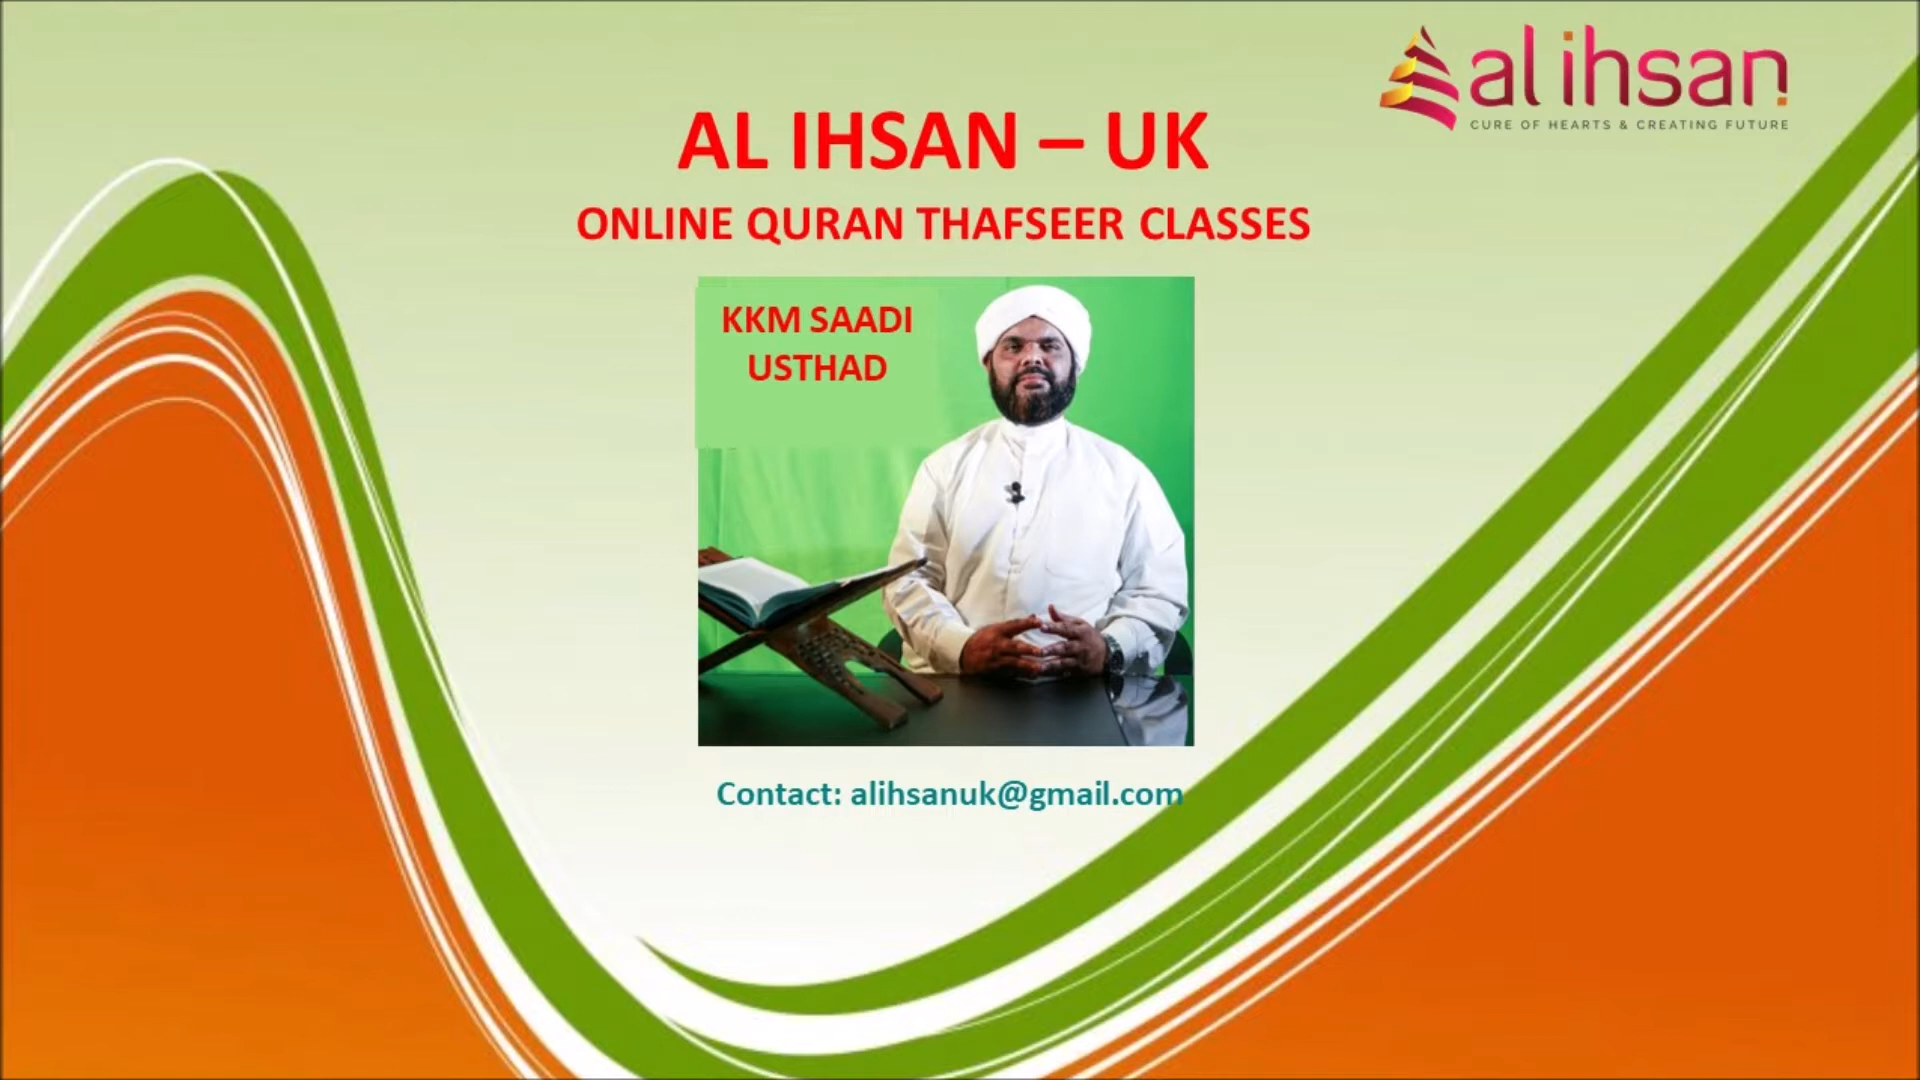 al ihsan
CURE OF HEARTS & CREATING FUTURE
AL IHSAN – UK
ONLINE QURAN THAFSEER CLASSES
KKM SAADI
USTHAD
Contact: alihsanuk@gmail.com